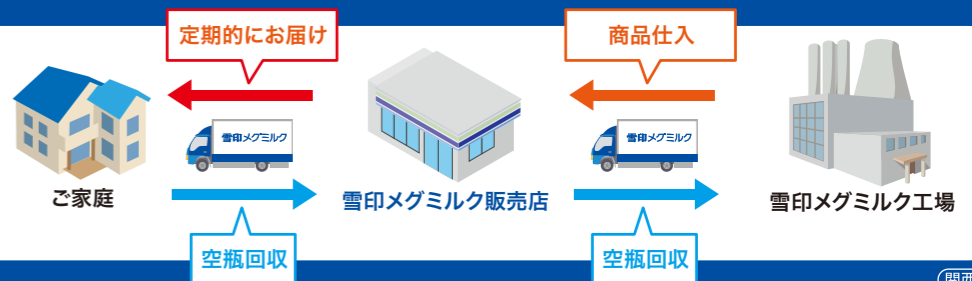 定期的にお届け
商品仕入
雪印メグミルク
雪印メグミルク
ご家庭
雪印メグミルク販売店
雪印メグミルク工場
空瓶回収
空瓶回収